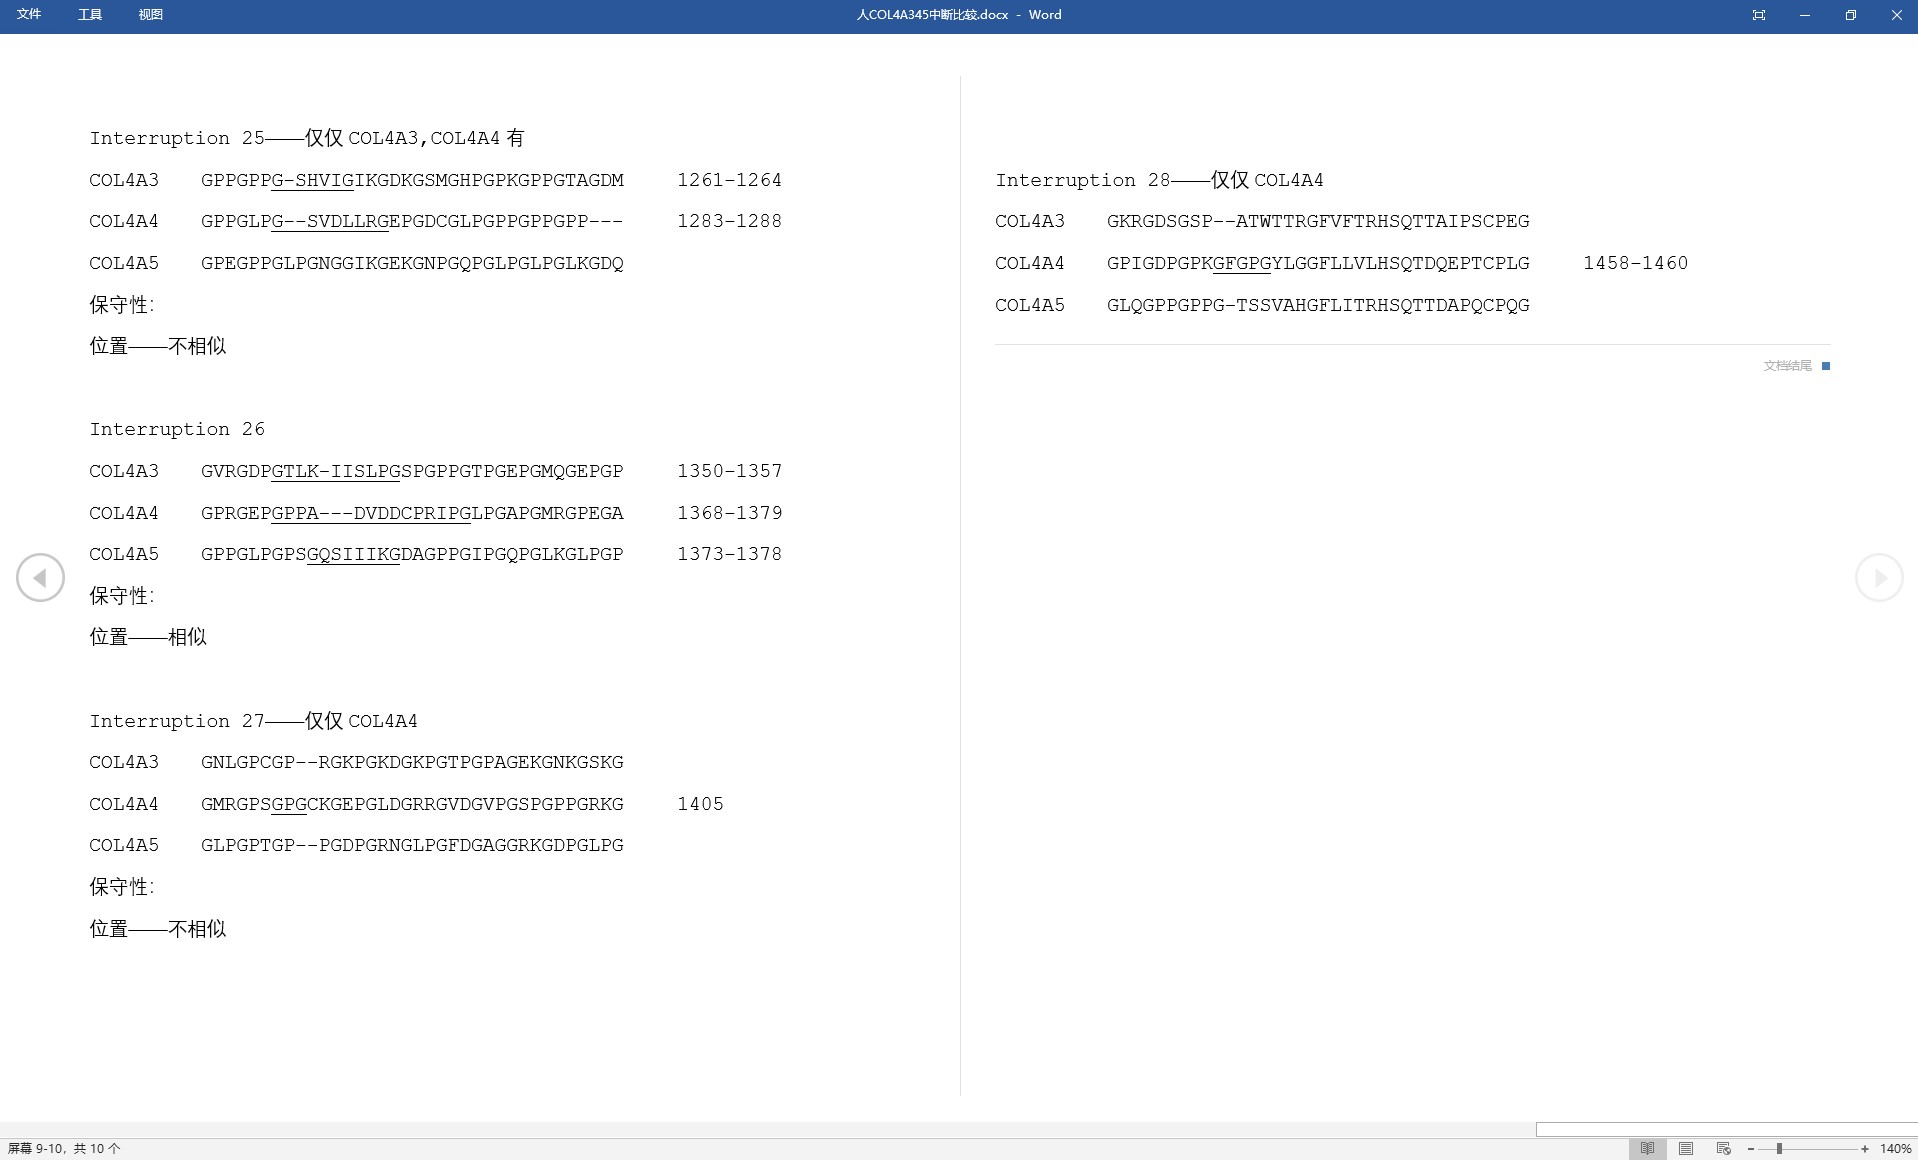 文件 工具 视图 人COL4A345中断比较.docx - Word
Interruption 25——仅仅 COL4A3,COL4A4 有
COL4A3 GPPGPPG-SHVIGIKGDKGSMGHPGPKGPPGTAGDM 1261-1264
COL4A4 GPPGLPG--SVDLLRGEPGDCGLPGPPGPPGPP--- 1283-1288
COL4A5 GPEGPPGLPGNGGIKGEKGNPGQPGLPGLPGLKGDQ
保守性:
位置——不相似
Interruption 26
COL4A3 GVRGDPGTLK-IISLPGSPGPPGTPGEPGMQGEPGP 1350-1357
COL4A4 GPRGEPGPPA---DVDDCPRIPGLPGAPGMRGPEGA 1368-1379
COL4A5 GPPGLPGPSGQSIIIKGDAGPPGIPGQPGLKGLPGP 1373-1378
保守性:
位置——相似
Interruption 27——仅仅 COL4A4
COL4A3 GNLGPCGP--RGKPGKDGKPGTPGPAGEKGNKGSKG
COL4A4 GMRGPSGPGCKGEPGLDGRRGVDGVPGSPGPPGRKG 1405
COL4A5 GLPGPTGP--PGDPGRNGLPGFDGAGGRKGDPGLPG
保守性:
位置——不相似
Interruption 28——仅仅 COL4A4
COL4A3 GKRGDSGSP--ATWTTRGFVFTRHSQTTAIPSCPEG
COL4A4 GPIGDPGPKGFGPGYLGGFLLVLHSQTDQEPTCPLG 1458-1460
COL4A5 GLQGPPGPPG-TSSVAHGFLITRHSQTTDAPQCPQG
文档结尾
屏幕 9-10，共 10 个 140%